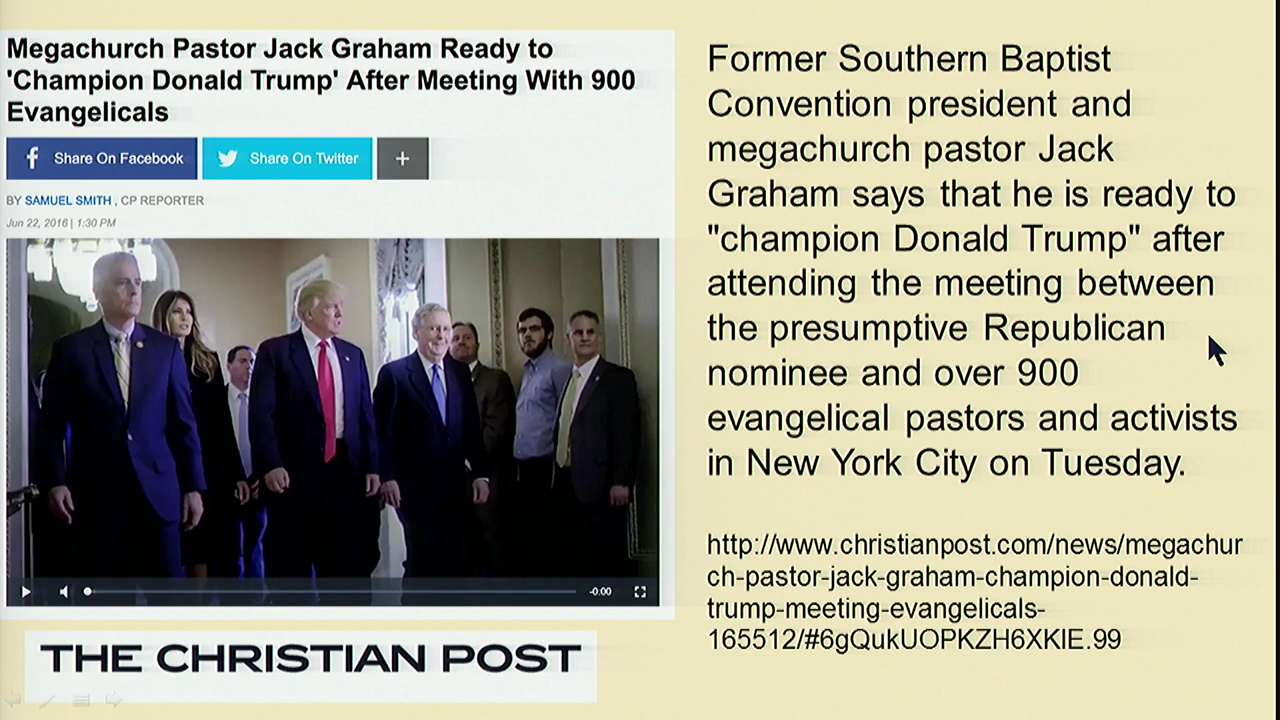 Megachurch Pastor Jack Graham Ready to
'Champion Donald Trump' After Meeting With 900
Evangelicals
Share On Facebook
Share On Twitter
+
BY SAMUEL SMITH , CP REPORTER
Jun 22, 2016 | 1:30 PM
-0:00
THE CHRISTIAN POST
Former Southern Baptist
Convention president and
megachurch pastor Jack
Graham says that he is ready to
"champion Donald Trump" after
attending the meeting between
the presumptive Republican
nominee and over 900
evangelical pastors and activists
in New York City on Tuesday.
http://www.christianpost.com/news/megachur
ch-pastor-jack-graham-champion-donald-
trump-meeting-evangelicals-
165512/#6gQukUOPKZH6XKIE.99